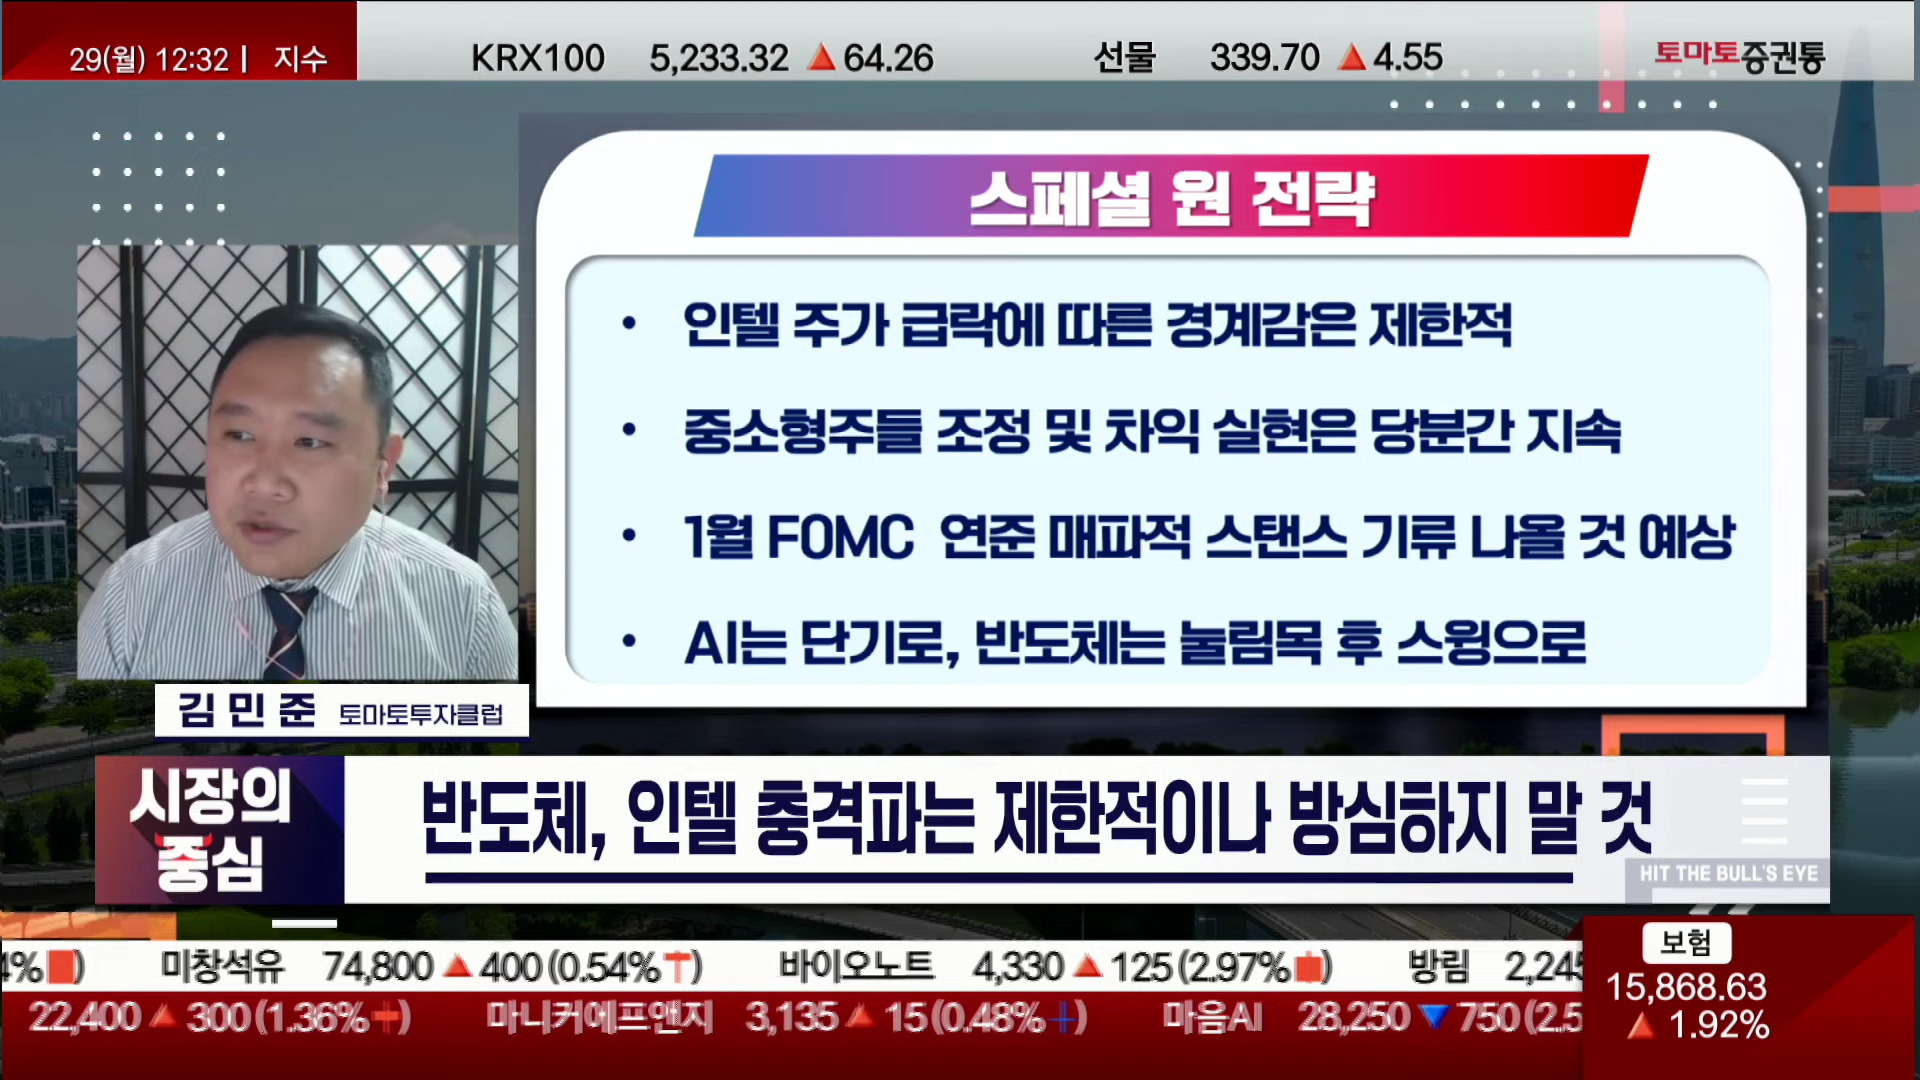 29(월) 12:32 | 지수 KRX100 5,233.32 ▲64.26 선물 339.70 ▲4.55 토마토증권통
스페셜 원 전략
• 인텔 주가 급락에 따른 경계감은 제한적
• 중소형주들 조정 및 차익 실현은 당분간 지속
• 1월 FOMC 연준 매파적 스탠스 기류 나올 것 예상
• AI는 단기로, 반도체는 눌림목 후 스윙으로
김민준 토마토투자클럽
시장의
중심
반도체, 인텔 충격파는 제한적이나 방심하지 말 것
HIT THE BULL'S EYE
4% ) 미창석유 74,800 ▲400(0.54%) 바이오노트 4,330 ▲125(2.97%) 방림 2,245
22,400 ▲300(1.36%) 마니커에프앤지 3,135 ▲15(0.48%) 마음AI 28,250 ▼750(2.5
보험
15,868.63
▲ 1.92%